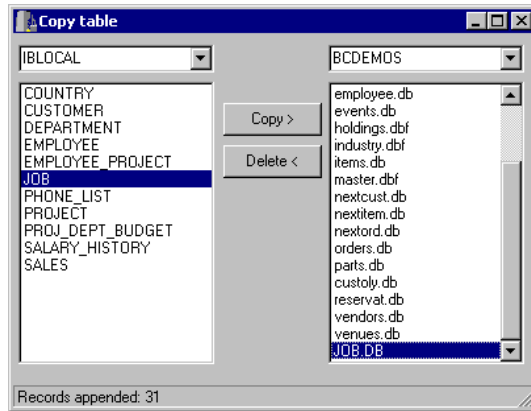 Copy table
IBLOCAL
BCDEMOS
COUNTRY
CUSTOMER
DEPARTMENT
EMPLOYEE
EMPLOYEE_PROJECT
JOB
PHONE_LIST
PROJECT
PROJ_DEPT_BUDGET
SALARY_HISTORY
SALES
Copy >
Delete <
employee.db
events.db
holdings.dbf
industry.dbf
items.db
master.dbf
nextcust.db
nextitem.db
nextord.db
orders.db
parts.db
custoly.db
reservat.db
vendors.db
venues.db
JOB.DB
Records appended: 31